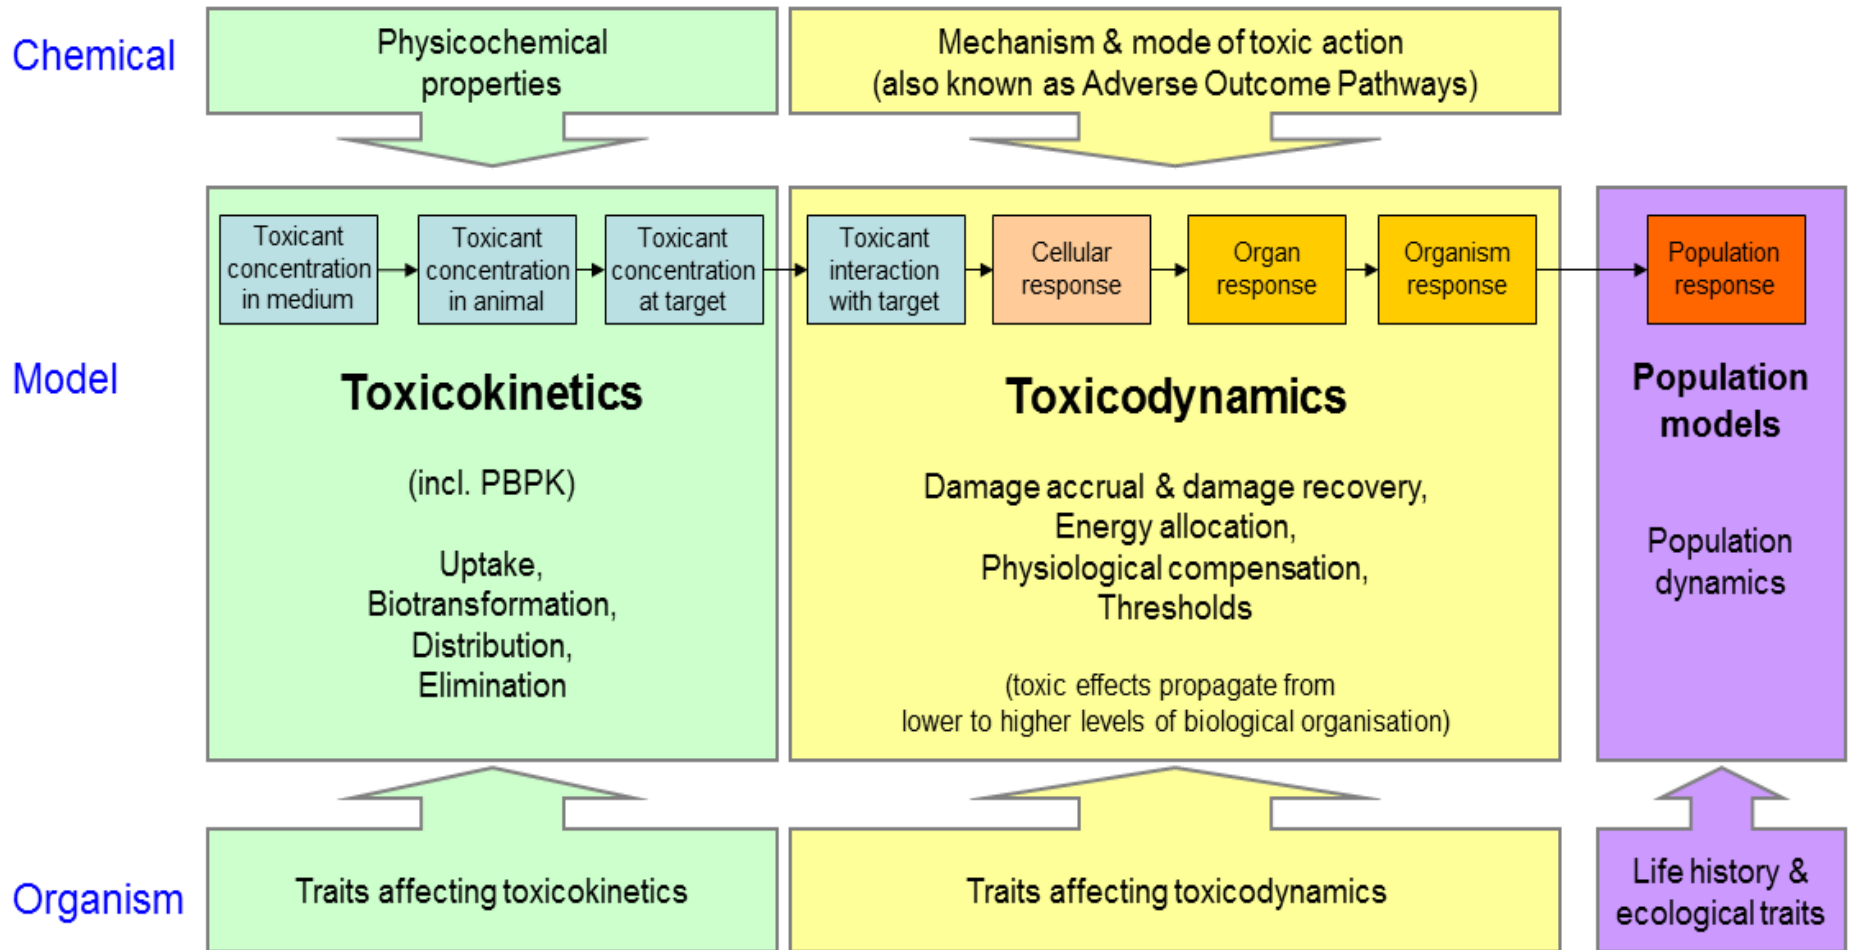 Chemical
Physicochemical
properties
Mechanism & mode of toxic action
(also known as Adverse Outcome Pathways)
Model
Toxicant
concentration
in medium
Toxicant
concentration
in animal
Toxicant
concentration
at target
Toxicant
interaction
with target
Cellular
response
Organ
response
Organism
response
Population
response
Toxicokinetics
(incl. PBPK)
Uptake,
Biotransformation,
Distribution,
Elimination
Toxicodynamics
Damage accrual & damage recovery,
Energy allocation,
Physiological compensation,
Thresholds
(toxic effects propagate from
lower to higher levels of biological organisation)
Population
models
Population
dynamics
Organism
Traits affecting toxicokinetics
Traits affecting toxicodynamics
Life history &
ecological traits